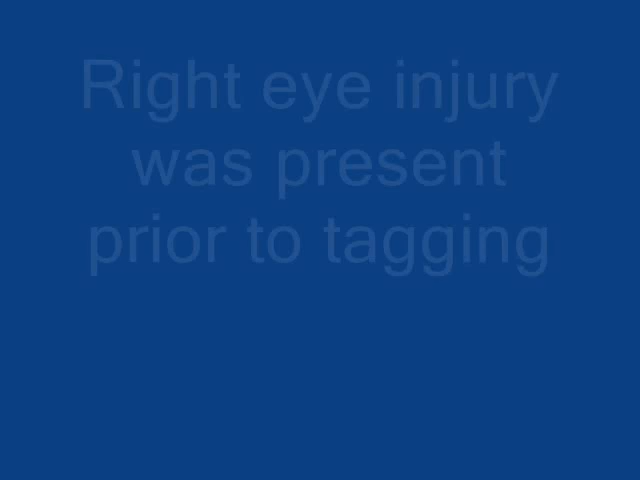 Right eye injury
was present
prior to tagging